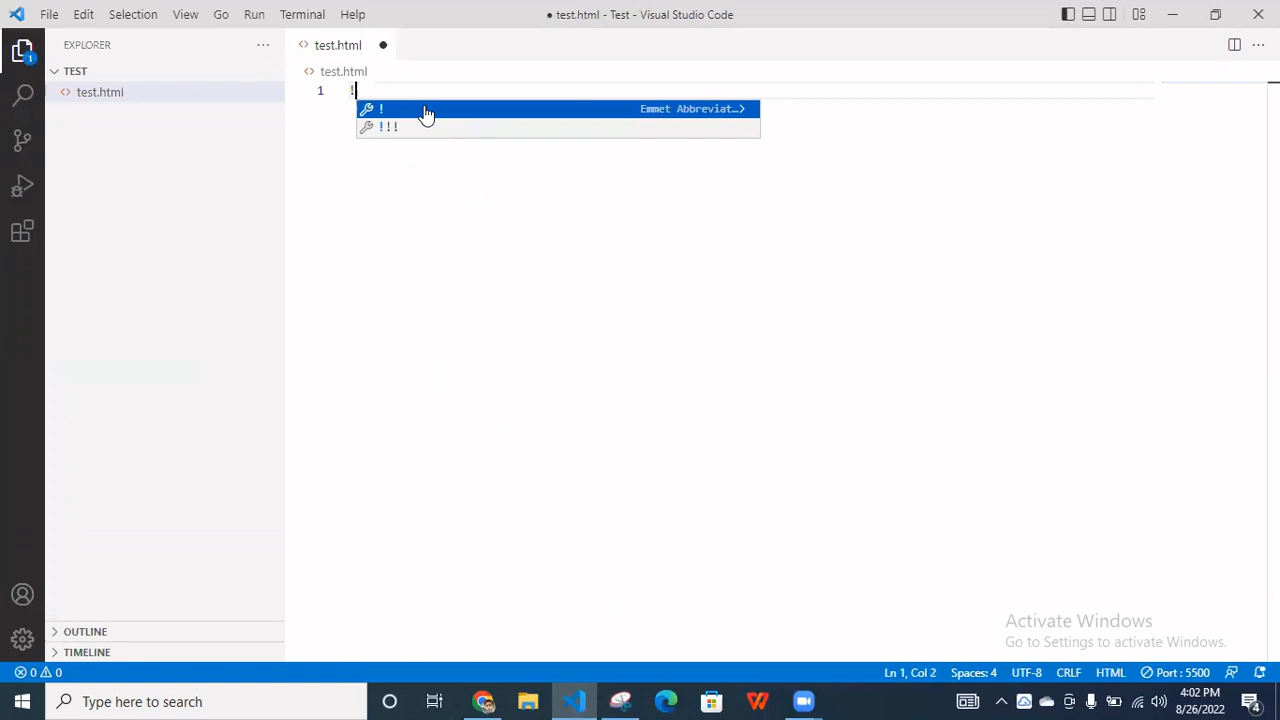 File Edit Selection View Go Run Terminal Help
● test.html - Test - Visual Studio Code
EXPLORER
test.html
TEST
test.html
test.html
1 !
! Emmet Abbreviat…
!!!
1
OUTLINE
TIMELINE
Activate Windows
Go to Settings to activate Windows.
0 0
Ln 1, Col 2 Spaces: 4 UTF-8 CRLF HTML Port : 5500
Type here to search
4:02 PM
8/26/2022
4